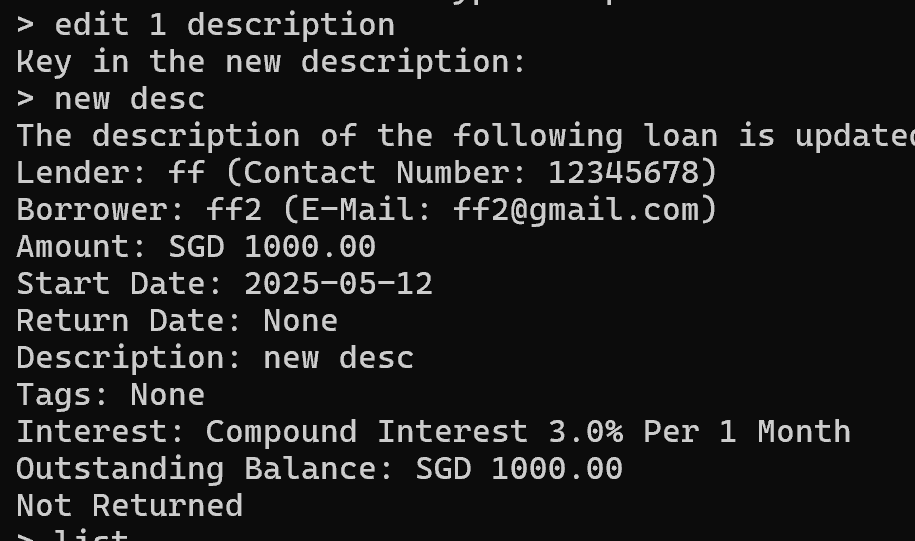 > edit 1 description
Key in the new description:
> new desc
The description of the following loan is updated
Lender: ff (Contact Number: 12345678)
Borrower: ff2 (E-Mail: ff2@gmail.com)
Amount: SGD 1000.00
Start Date: 2025-05-12
Return Date: None
Description: new desc
Tags: None
Interest: Compound Interest 3.0% Per 1 Month
Outstanding Balance: SGD 1000.00
Not Returned
> list